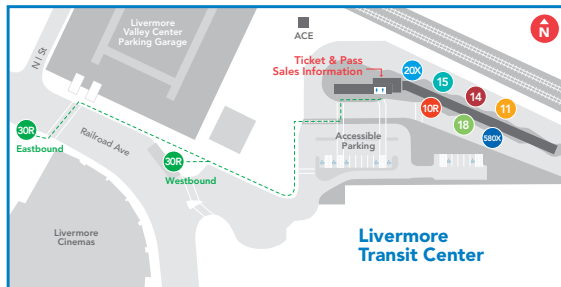 Livermore
Valley Center
Parking Garage
ACE
N
Ticket & Pass
Sales Information
20X
15
14
11
10R
18
580X
N I St
30R
Eastbound
Railroad Ave
30R
Westbound
Accessible
Parking
Livermore
Cinemas
Livermore
Transit Center